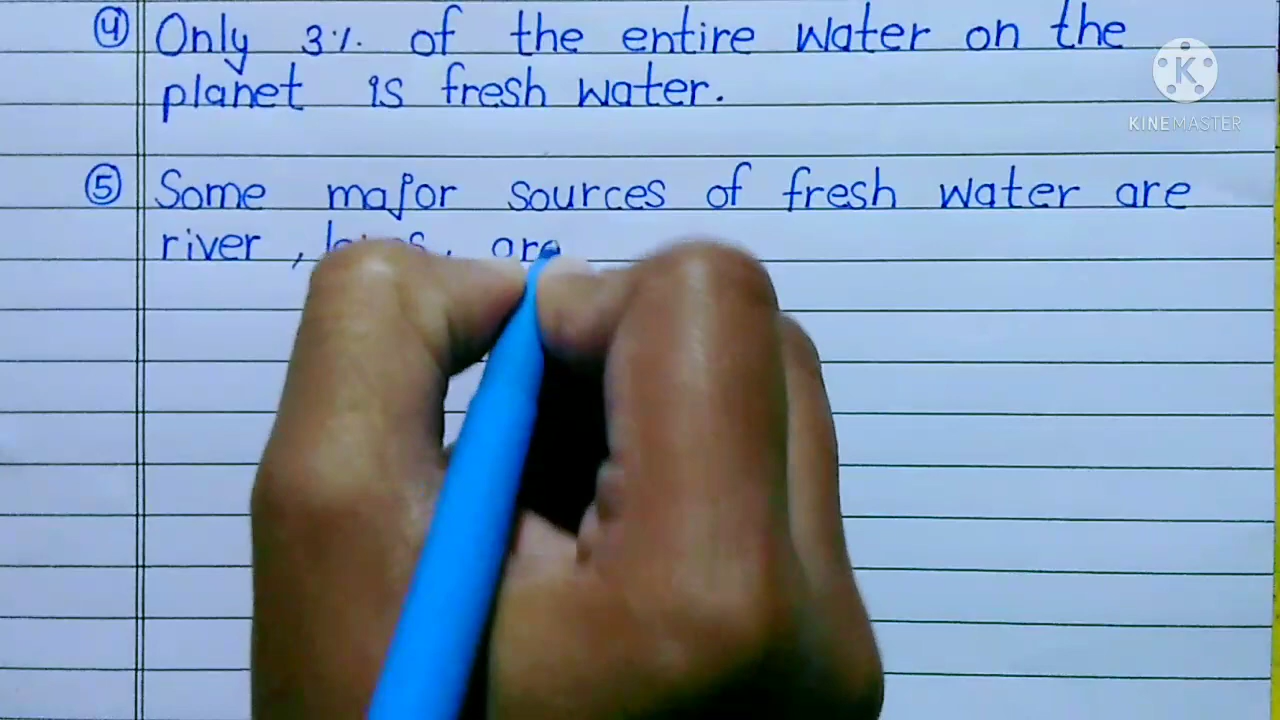 ④ Only 3% of the entire water on the
planet is fresh water.
⑤ Some major sources of fresh water are
river, are
K
KINEMASTER